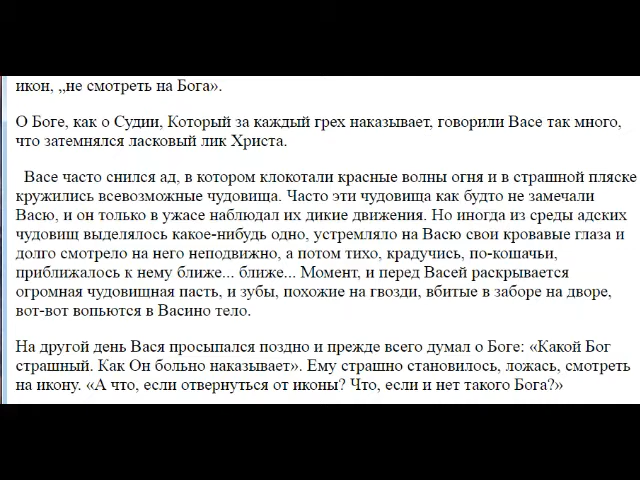 икон, „не смотреть на Бога».
О Боге, как о Судии, Который за каждый грех наказывает, говорили Васе так много,
что затемнялся ласковый лик Христа.
Васе часто снился ад, в котором клокотали красные волны огня и в страшной пляске
кружились всевозможные чудовища. Часто эти чудовища как будто не замечали
Васю, и он только в ужасе наблюдал их дикие движения. Но иногда из среды адских
чудовищ выделялось какое-нибудь одно, устремляло на Васю свои кровавые глаза и
долго смотрело на него неподвижно, а потом тихо, крадучись, по-кошачьи,
приближалось к нему ближе... ближе... Момент, и перед Васей раскрывается
огромная чудовищная пасть, и зубы, похожие на гвозди, вбитые в заборе на дворе,
вот-вот вопьются в Васино тело.
На другой день Вася просыпался поздно и прежде всего думал о Боге: «Какой Бог
страшный. Как Он больно наказывает». Ему страшно становилось, ложась, смотреть
на икону. «А что, если отвернуться от иконы? Что, если и нет такого Бога?»